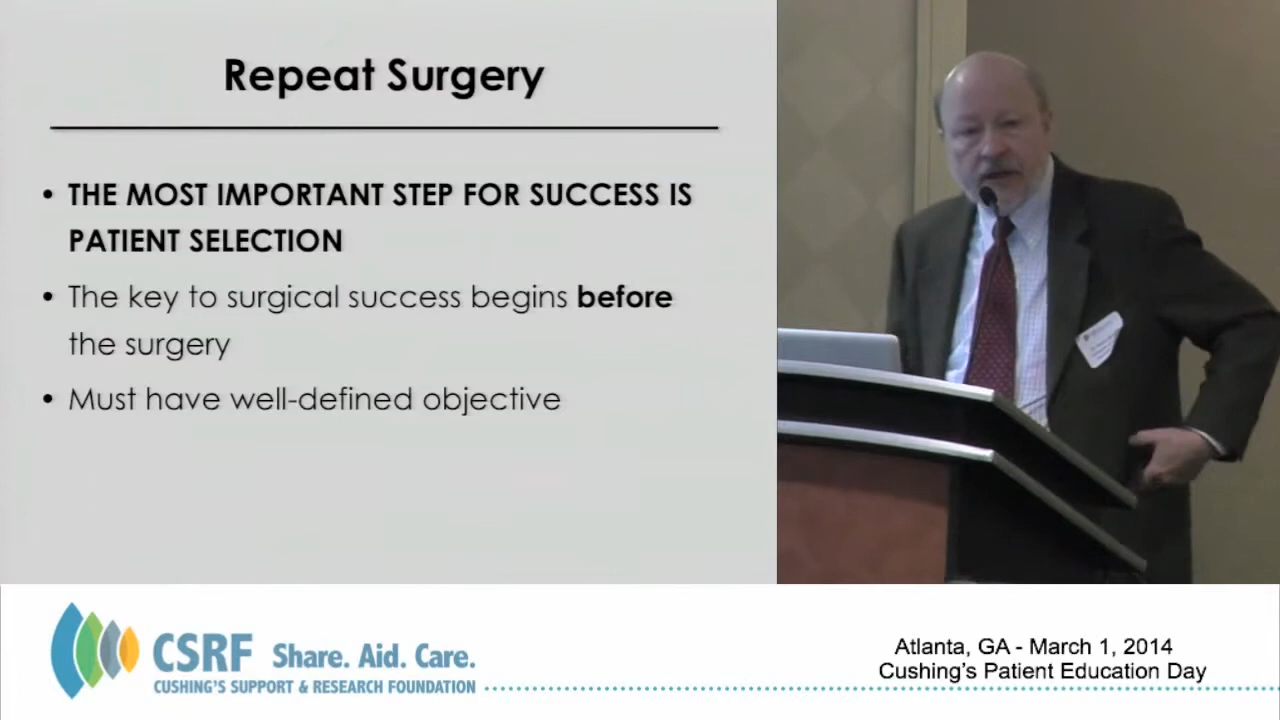 Repeat Surgery
• THE MOST IMPORTANT STEP FOR SUCCESS IS
PATIENT SELECTION
• The key to surgical success begins before
the surgery
• Must have well-defined objective
CSRF Share. Aid. Care.
CUSHING'S SUPPORT & RESEARCH FOUNDATION
Atlanta, GA - March 1, 2014
Cushing's Patient Education Day